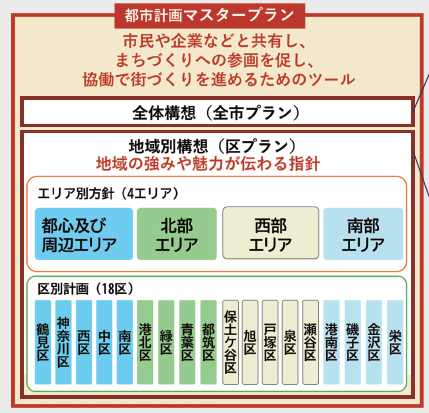 都市計画マスタープラン
市民や企業などと共有し、
まちづくりへの参画を促し、
協働で街づくりを進めるためのツール
全体構想（全市プラン）
地域別構想（区プラン）
地域の強みや魅力が伝わる指針
エリア別方針（4エリア）
都心及び
周辺エリア
北部
エリア
西部
エリア
南部
エリア
区別計画（18区）
鶴見区
神奈川区
西区
中区
南区
港北区
緑区
青葉区
都筑区
保土ケ谷区
旭区
戸塚区
泉区
瀬谷区
港南区
磯子区
金沢区
栄区